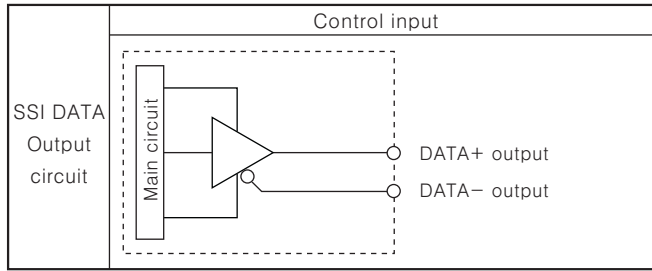 Control input
SSI DATA
Output
circuit
Main circuit
DATA+ output
DATA− output